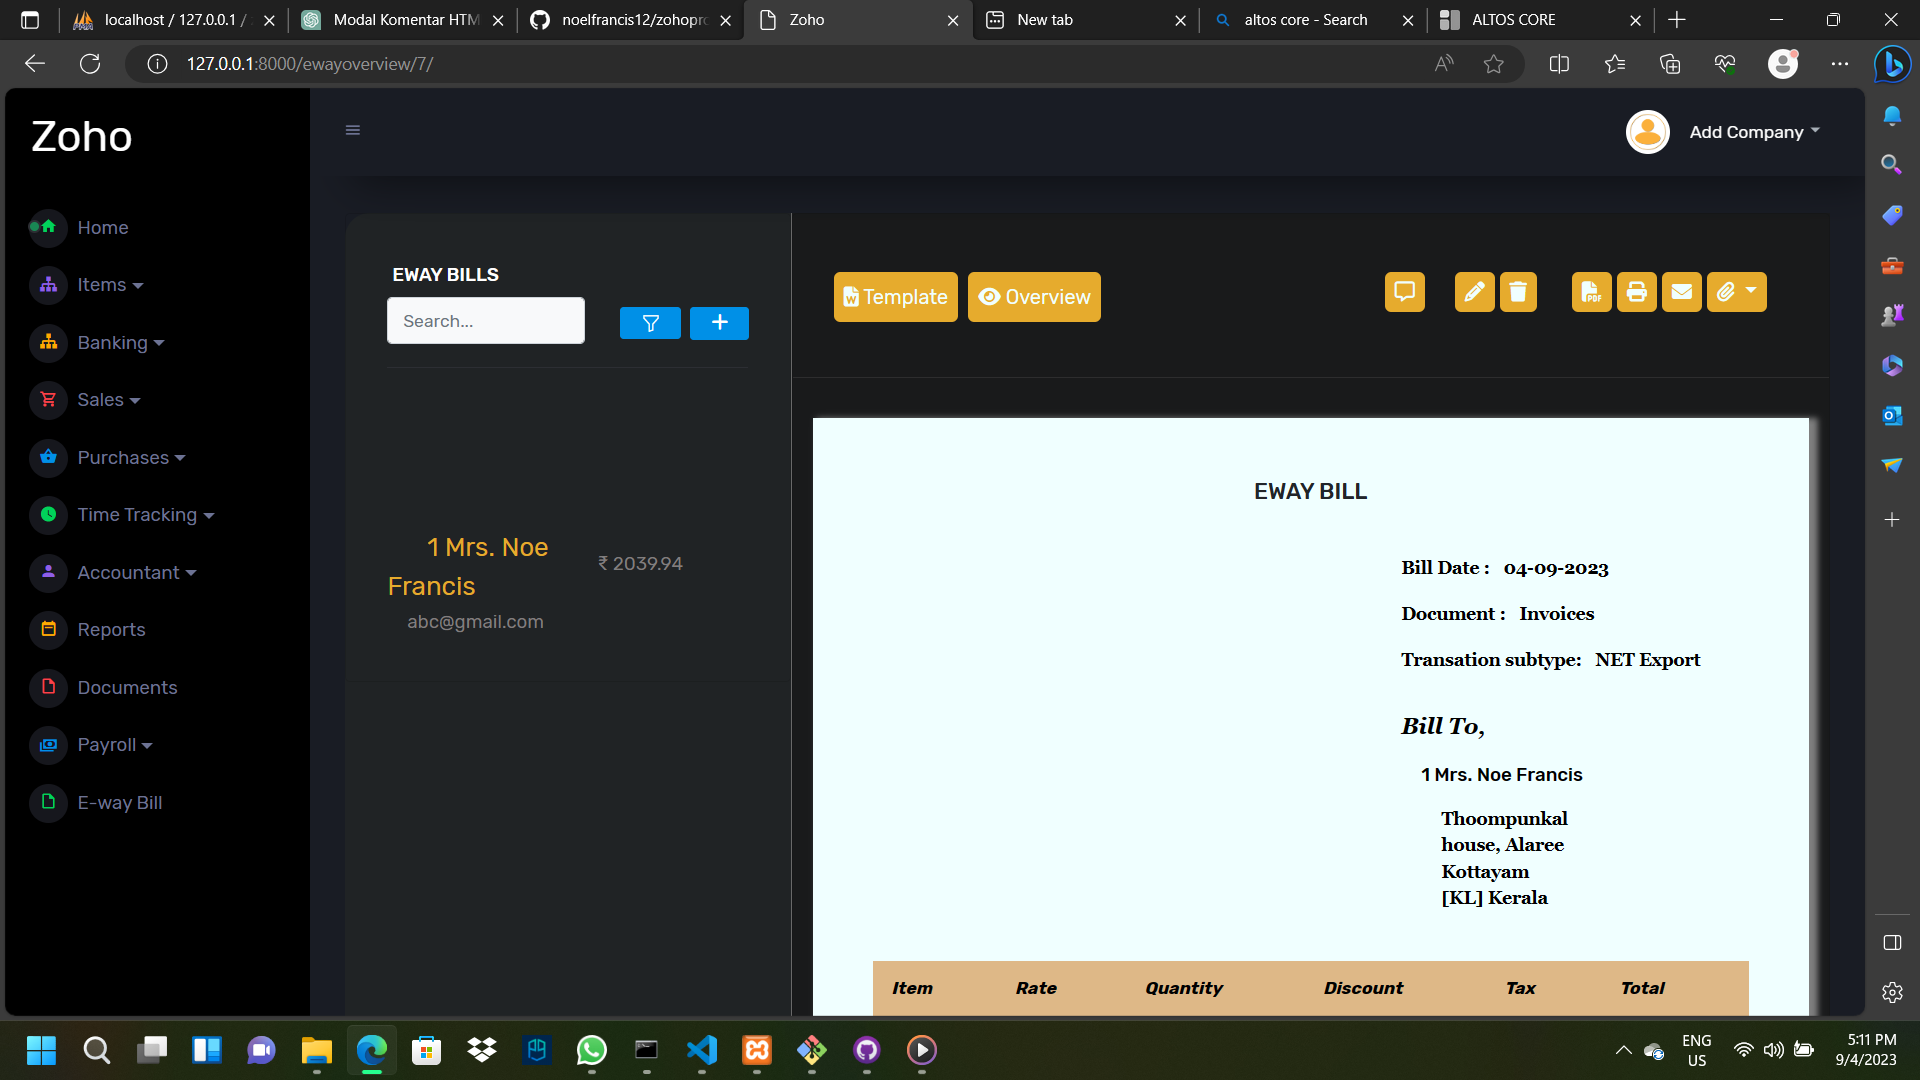 localhost / 127.0.0.1 /
Modal Komentar HTM
noelfrancis12/zohopro
Zoho
New tab
altos core - Search
ALTOS CORE
127.0.0.1:8000/ewayoverview/7/
Zoho
Add Company
Home
Items
Banking
Sales
Purchases
Time Tracking
Accountant
Reports
Documents
Payroll
E-way Bill
EWAY BILLS
Search...
1 Mrs. Noe
Francis
₹ 2039.94
abc@gmail.com
Template
Overview
EWAY BILL
Bill Date : 04-09-2023
Document : Invoices
Transation subtype: NET Export
Bill To,
1 Mrs. Noe Francis
Thoompunkal
house, Alaree
Kottayam
[KL] Kerala
Item Rate Quantity Discount Tax Total
ENG
US
5:11 PM
9/4/2023